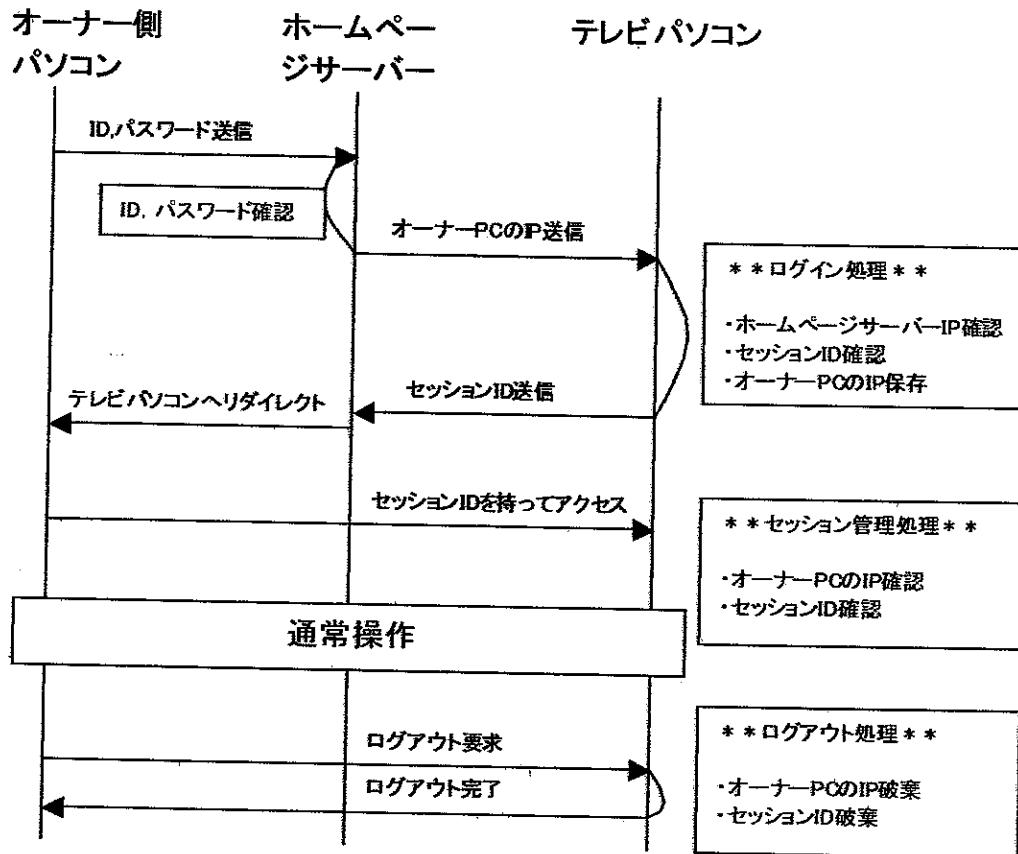 オーナー側
パソコン
ホームペー
ジサーバー
テレビパソコン
ID,パスワード送信
ID, パスワード確認
オーナーPCのIP送信
**ログイン処理**
・ホームページサーバーIP確認
・セッションID確認
・オーナーPCのIP保存
セッションID送信
テレビパソコンへリダイレクト
セッションIDを持ってアクセス
**セッション管理処理**
・オーナーPCのIP確認
・セッションID確認
通常操作
ログアウト要求
ログアウト完了
**ログアウト処理**
・オーナーPCのIP破棄
・セッションID破棄